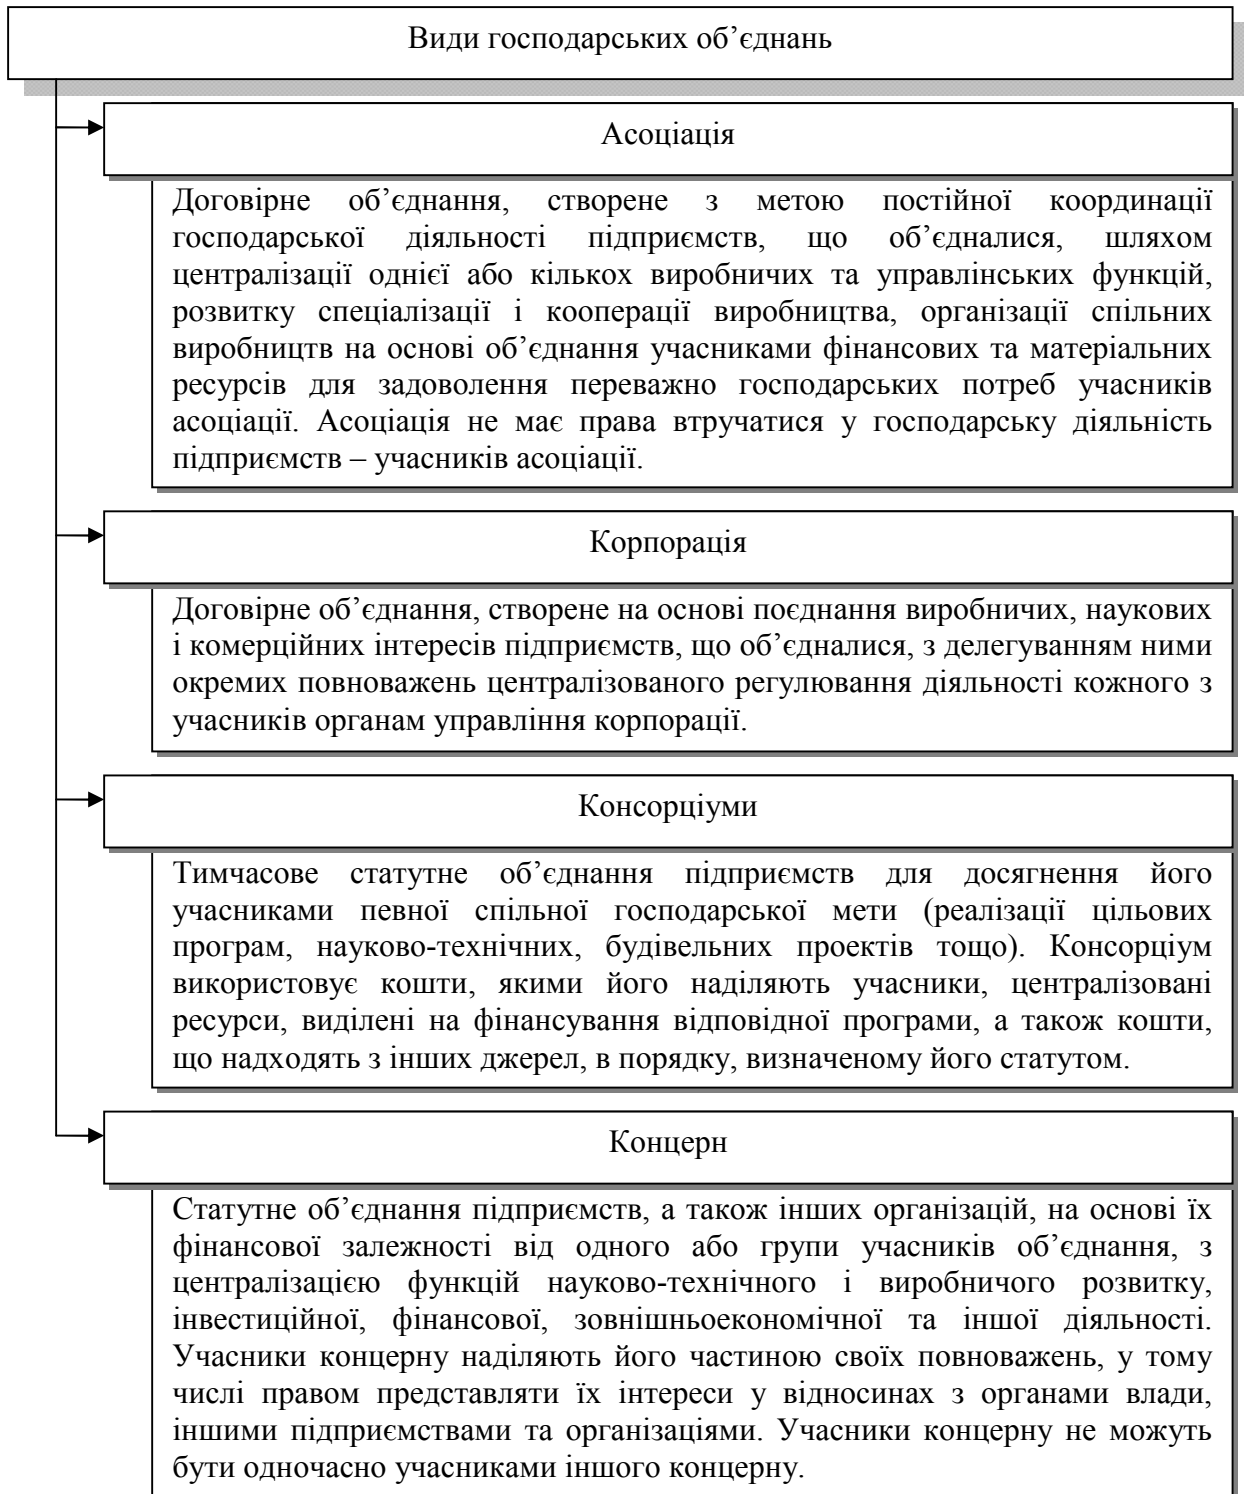 Види господарських об’єднань
Асоціація
Договірне об’єднання, створене з метою постійної координації
господарської діяльності підприємств, що об’єдналися, шляхом
централізації однієї або кількох виробничих та управлінських функцій,
розвитку спеціалізації і кооперації виробництва, організації спільних
виробництв на основі об’єднання учасниками фінансових та матеріальних
ресурсів для задоволення переважно господарських потреб учасників
асоціації. Асоціація не має права втручатися у господарську діяльність
підприємств – учасників асоціації.
Корпорація
Договірне об’єднання, створене на основі поєднання виробничих, наукових
і комерційних інтересів підприємств, що об’єдналися, з делегуванням ними
окремих повноважень централізованого регулювання діяльності кожного з
учасників органам управління корпорації.
Консорціуми
Тимчасове статутне об’єднання підприємств для досягнення його
учасниками певної спільної господарської мети (реалізації цільових
програм, науково-технічних, будівельних проектів тощо). Консорціум
використовує кошти, якими його наділяють учасники, централізовані
ресурси, виділені на фінансування відповідної програми, а також кошти,
що надходять з інших джерел, в порядку, визначеному його статутом.
Концерн
Статутне об’єднання підприємств, а також інших організацій, на основі їх
фінансової залежності від одного або групи учасників об’єднання, з
централізацією функцій науково-технічного і виробничого розвитку,
інвестиційної, фінансової, зовнішньоекономічної та іншої діяльності.
Учасники концерну наділяють його частиною своїх повноважень, у тому
числі правом представляти їх інтереси у відносинах з органами влади,
іншими підприємствами та організаціями. Учасники концерну не можуть
бути одночасно учасниками іншого концерну.